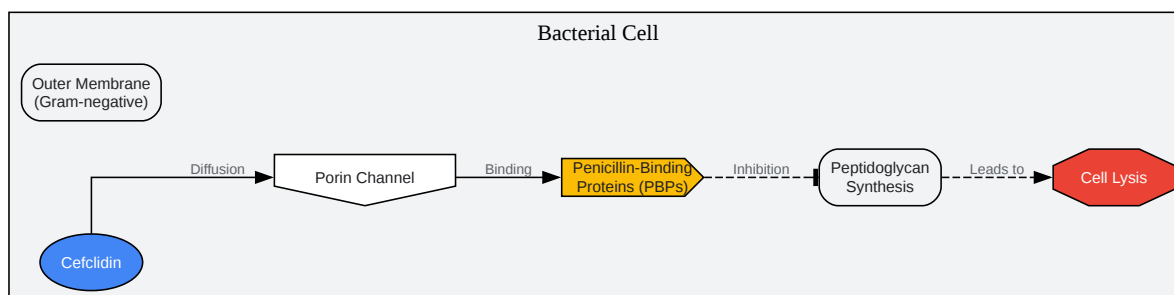 Bacterial Cell
Outer Membrane
(Gram-negative)
Diffusion
Porin Channel
Binding
Penicillin-Binding
Proteins (PBPs)
Inhibition
Peptidoglycan
Synthesis
Leads to
Cell Lysis
Cefclidin